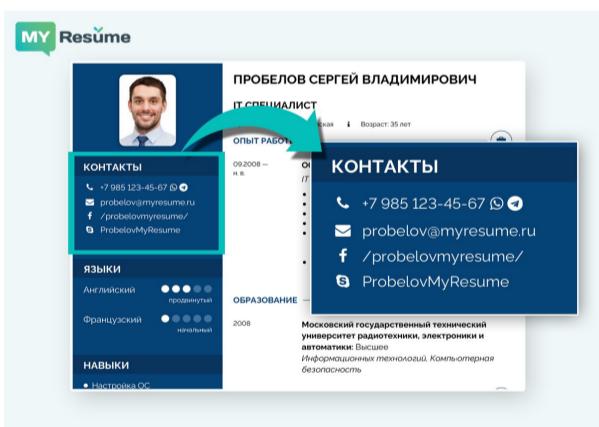 MY Resume
ПРОБЕЛОВ СЕРГЕЙ ВЛАДИМИРОВИЧ
IT СПЕЦИАЛИСТ
Возраст: 35 лет
КОНТАКТЫ
+7 985 123-45-67
probelov@myresume.ru
/probelovmyresume/
ProbelovMyResume
ЯЗЫКИ
Английский
продвинутый
Французский
начальный
НАВЫКИ
Настройка ОС
ОПЫТ
09.2008 —
н. в.
IT
КОНТАКТЫ
+7 985 123-45-67
probelov@myresume.ru
/probelovmyresume/
ProbelovMyResume
ОБРАЗОВАНИЕ
2008
Московский государственный технический
университет радиотехники, электроники и
автоматики: Высшее
Информационных технологий, Компьютерная
безопасность